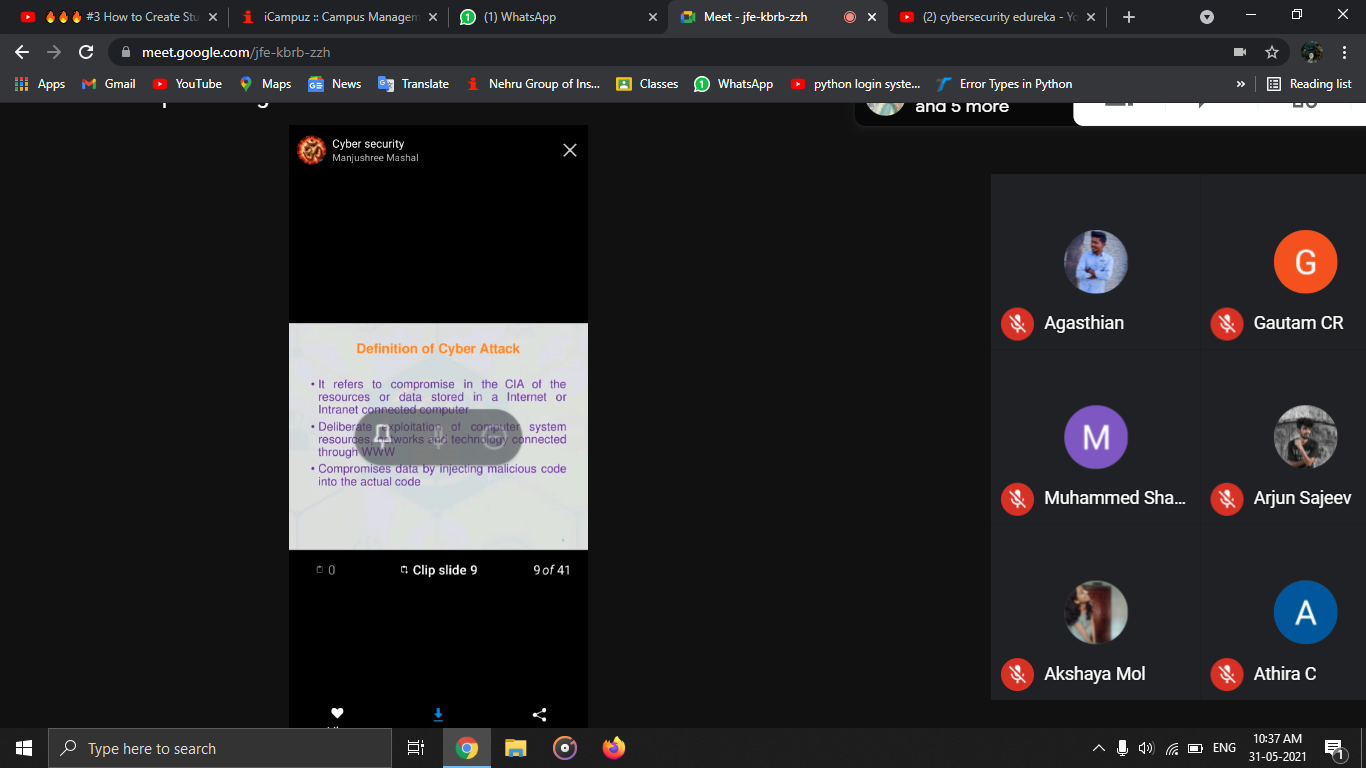 🔥🔥🔥 #3 How to Create Stu
iCampuz :: Campus Managem
(1) WhatsApp
Meet - jfe-kbrb-zzh
(2) cybersecurity edureka - Yo
meet.google.com/jfe-kbrb-zzh
Apps
Gmail
YouTube
Maps
News
Translate
Nehru Group of Ins...
Classes
WhatsApp
python login syste...
Error Types in Python
»
Reading list
and 5 more
Cyber security
Manjushree Mashal
Definition of Cyber Attack
• It refers to compromise in the CIA of the
resources or data stored in a Internet or
Intranet connected computer
• Deliberate exploitation of computer system
resources networks and technology connected
through WWW
• Compromises data by injecting malicious code
into the actual code
0
Clip slide 9
9 of 41
Agasthian
G
Gautam CR
M
Muhammed Sha...
Arjun Sajeev
Akshaya Mol
A
Athira C
Type here to search
ENG
10:37 AM
31-05-2021
1